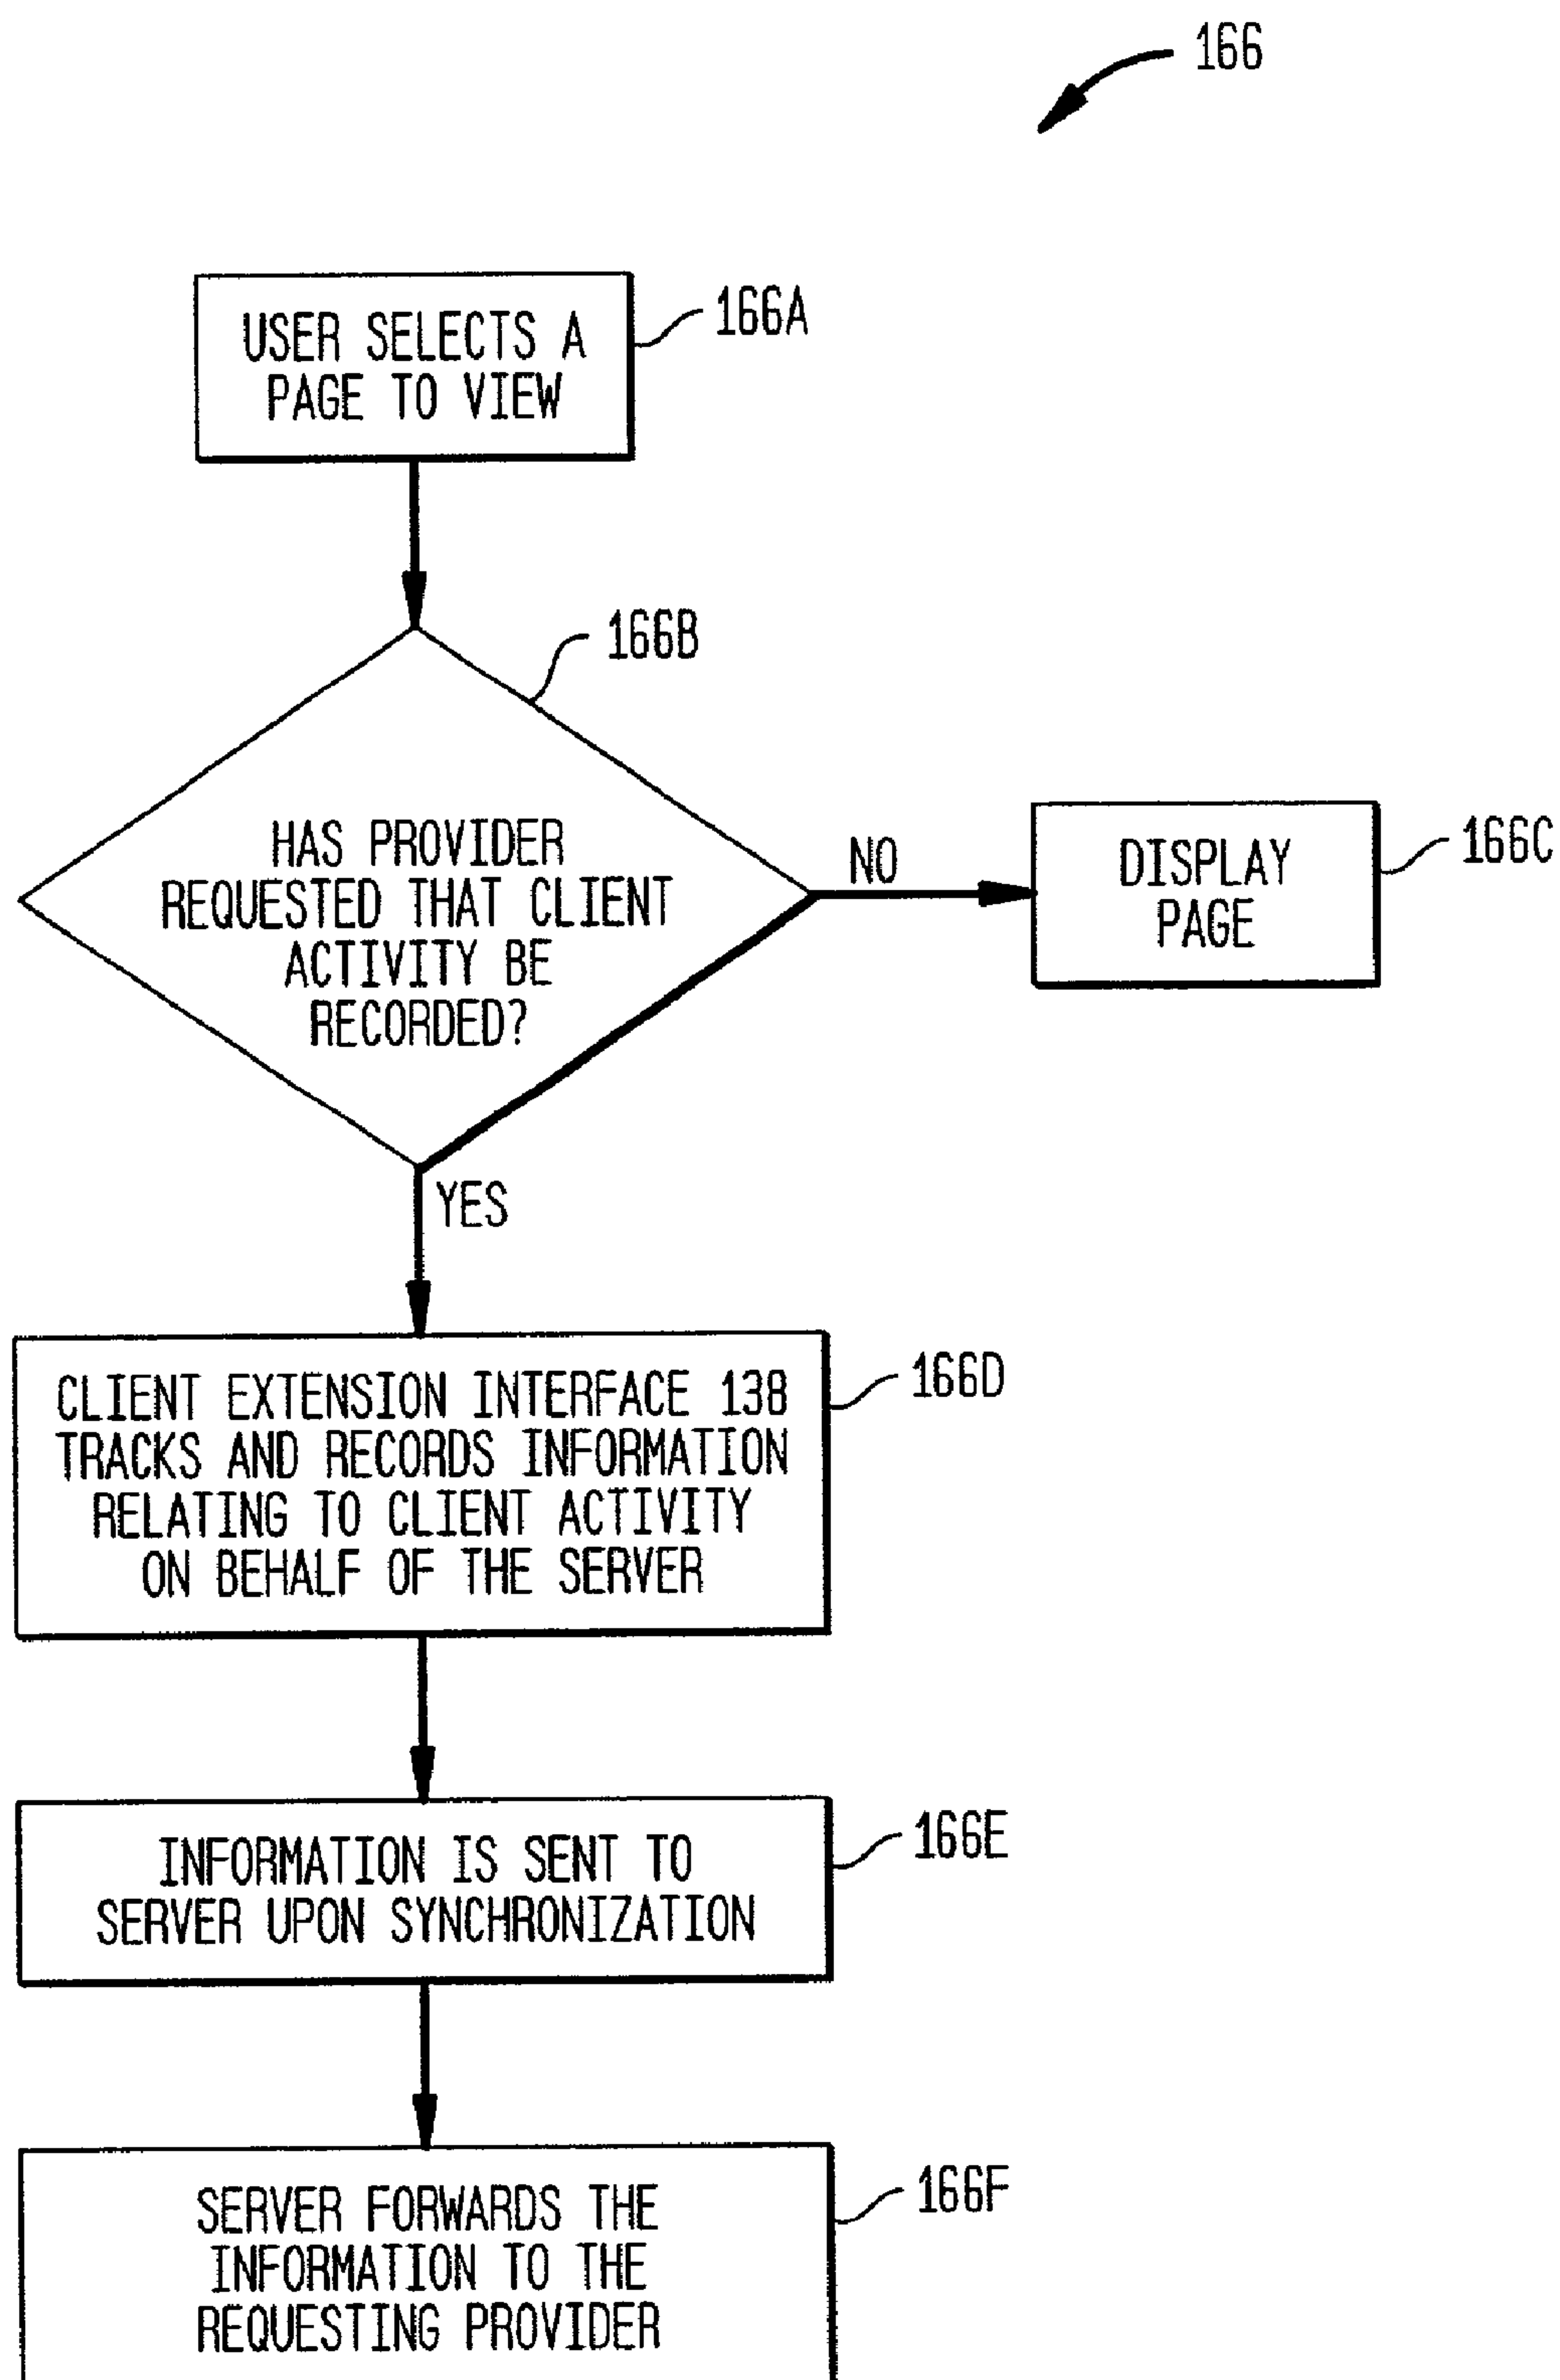 166
USER SELECTS A
PAGE TO VIEW
166A
166B
HAS PROVIDER
REQUESTED THAT CLIENT
ACTIVITY BE
RECORDED?
NO
DISPLAY
PAGE
166C
YES
CLIENT EXTENSION INTERFACE 138
TRACKS AND RECORDS INFORMATION
RELATING TO CLIENT ACTIVITY
ON BEHALF OF THE SERVER
166D
INFORMATION IS SENT TO
SERVER UPON SYNCHRONIZATION
166E
SERVER FORWARDS THE
INFORMATION TO THE
REQUESTING PROVIDER
166F